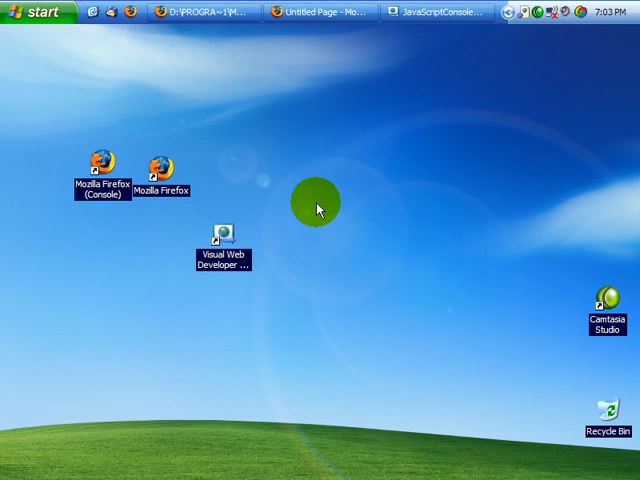 start
D:\PROGRA~1\M...
Untitled Page - Mo...
JavaScriptConsole...
7:03 PM
Mozilla Firefox
(Console)
Mozilla Firefox
Visual Web
Developer ...
Camtasia
Studio
Recycle Bin